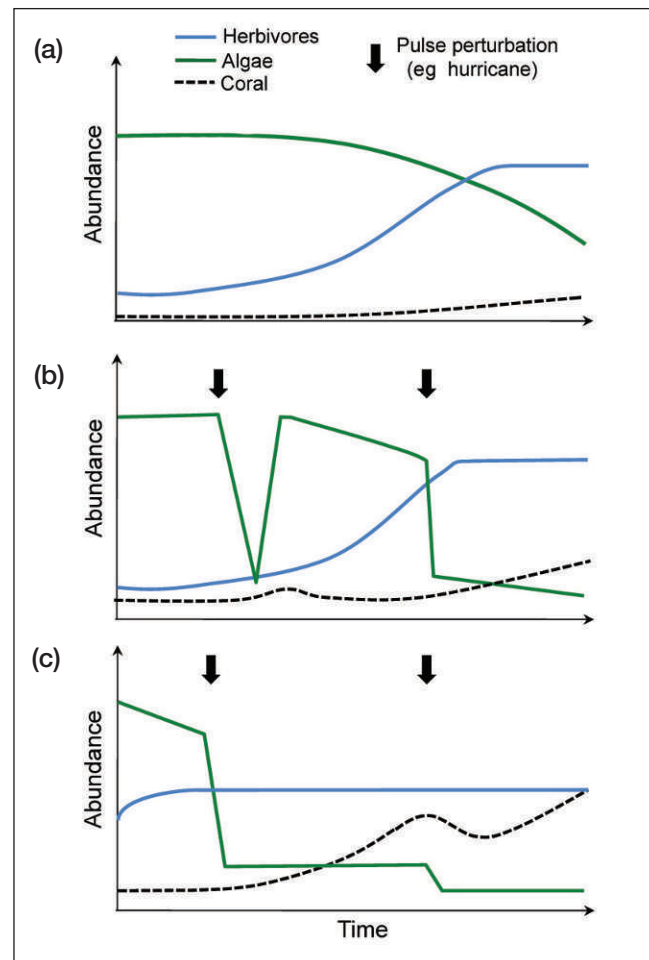 (a)
Herbivores
Algae
Coral
Pulse perturbation
(eg hurricane)
Abundance
(b)
Abundance
(c)
Abundance
Time